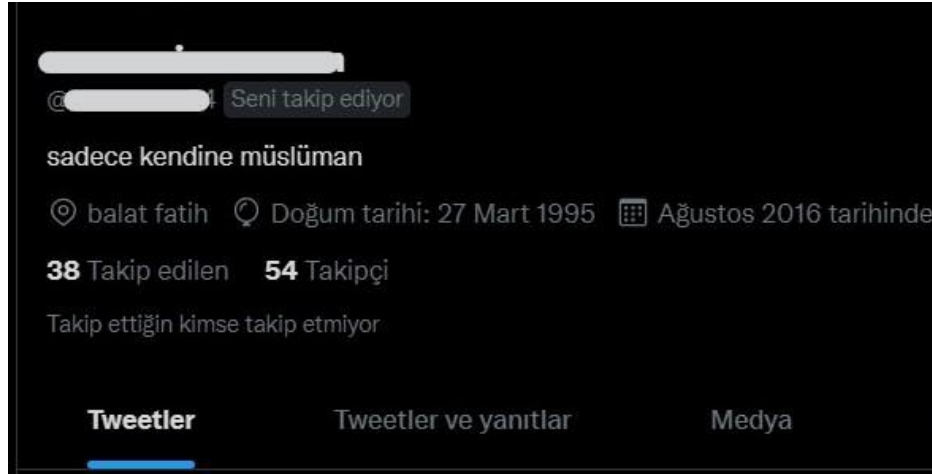 @ Seni takip ediyor
sadece kendine müslüman
balat fatih Doğum tarihi: 27 Mart 1995 Ağustos 2016 tarihinde
38 Takip edilen 54 Takipçi
Takip ettiğin kimse takip etmiyor
Tweetler Tweetler ve yanıtlar Medya